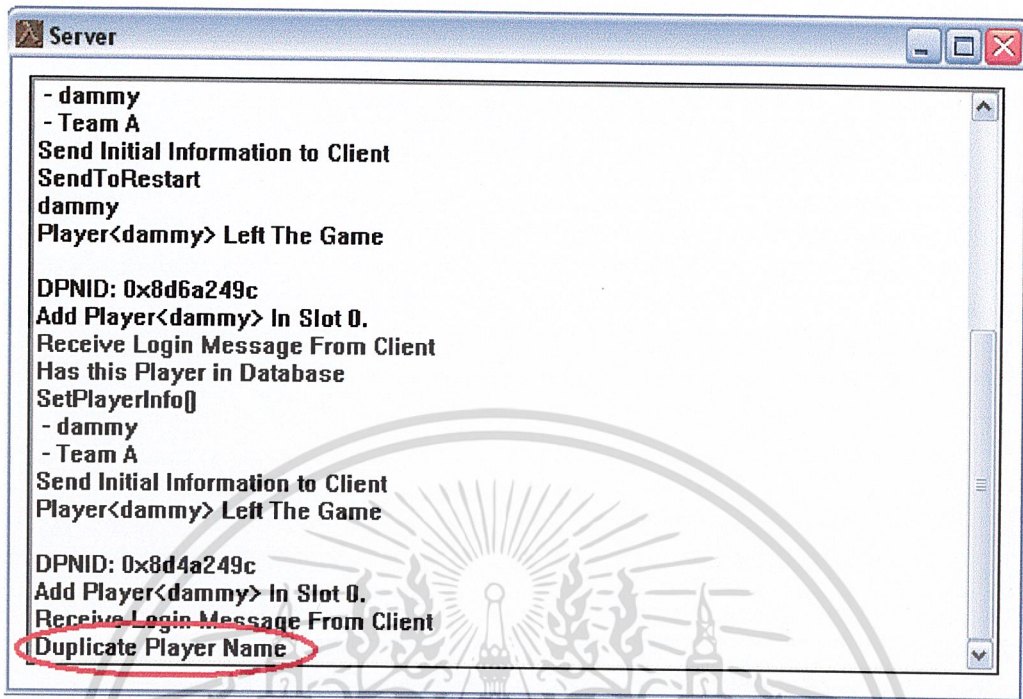 Server
- dammy
- Team A
Send Initial Information to Client
SendToRestart
dammy
Player<dammy> Left The Game
DPNID: 0x8d6a249c
Add Player<dammy> In Slot 0.
Receive Login Message From Client
Has this Player in Database
SetPlayerInfo()
- dammy
- Team A
Send Initial Information to Client
Player<dammy> Left The Game
DPNID: 0x8d4a249c
Add Player<dammy> In Slot 0.
Receive Login Message From Client
Duplicate Player Name